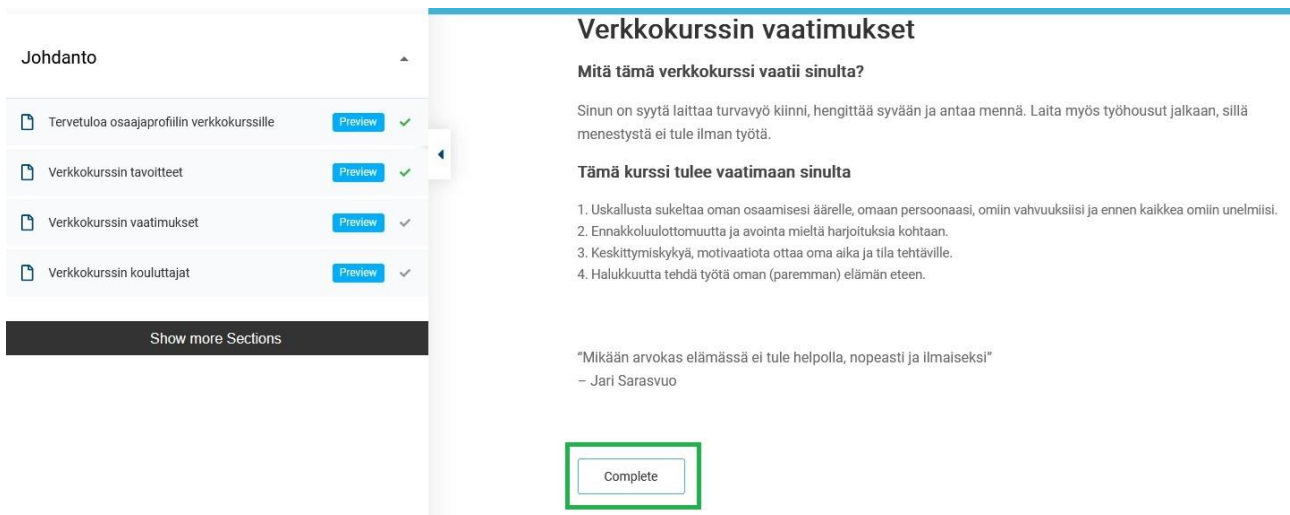 Johdanto
Tervetuloa osaajaprofiilin verkkokurssille Preview
Verkkokurssin tavoitteet Preview
Verkkokurssin vaatimukset Preview
Verkkokurssin kouluttajat Preview
Show more Sections
Verkkokurssin vaatimukset
Mitä tämä verkkokurssi vaatii sinulta?
Sinun on syytä laittaa turvavyö kiinni, hengittää syvään ja antaa mennä. Laita myös työhousut jalkaan, sillä
menestystä ei tule ilman työtä.
Tämä kurssi tulee vaatimaan sinulta
1. Uskallusta sukeltaa oman osaamisesi äärelle, omaan persoonaasi, omiin vahvuuksiisi ja ennen kaikkea omiin unelmiisi.
2. Ennakkoluulottomuutta ja avointa mieltä harjoituksia kohtaan.
3. Keskittymiskykyä, motivaatiota ottaa oma aika ja tila tehtäville.
4. Halukkuutta tehdä työtä oman (paremman) elämän eteen.
“Mikään arvokas elämässä ei tule helpolla, nopeasti ja ilmaiseksi”
– Jari Sarasvuo
Complete